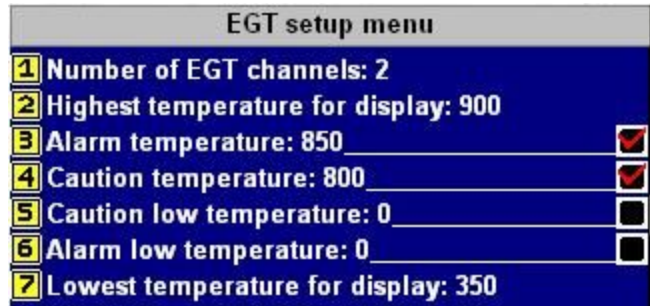 EGT setup menu
1 Number of EGT channels: 2
2 Highest temperature for display: 900
3 Alarm temperature: 850
4 Caution temperature: 800
5 Caution low temperature: 0
6 Alarm low temperature: 0
7 Lowest temperature for display: 350